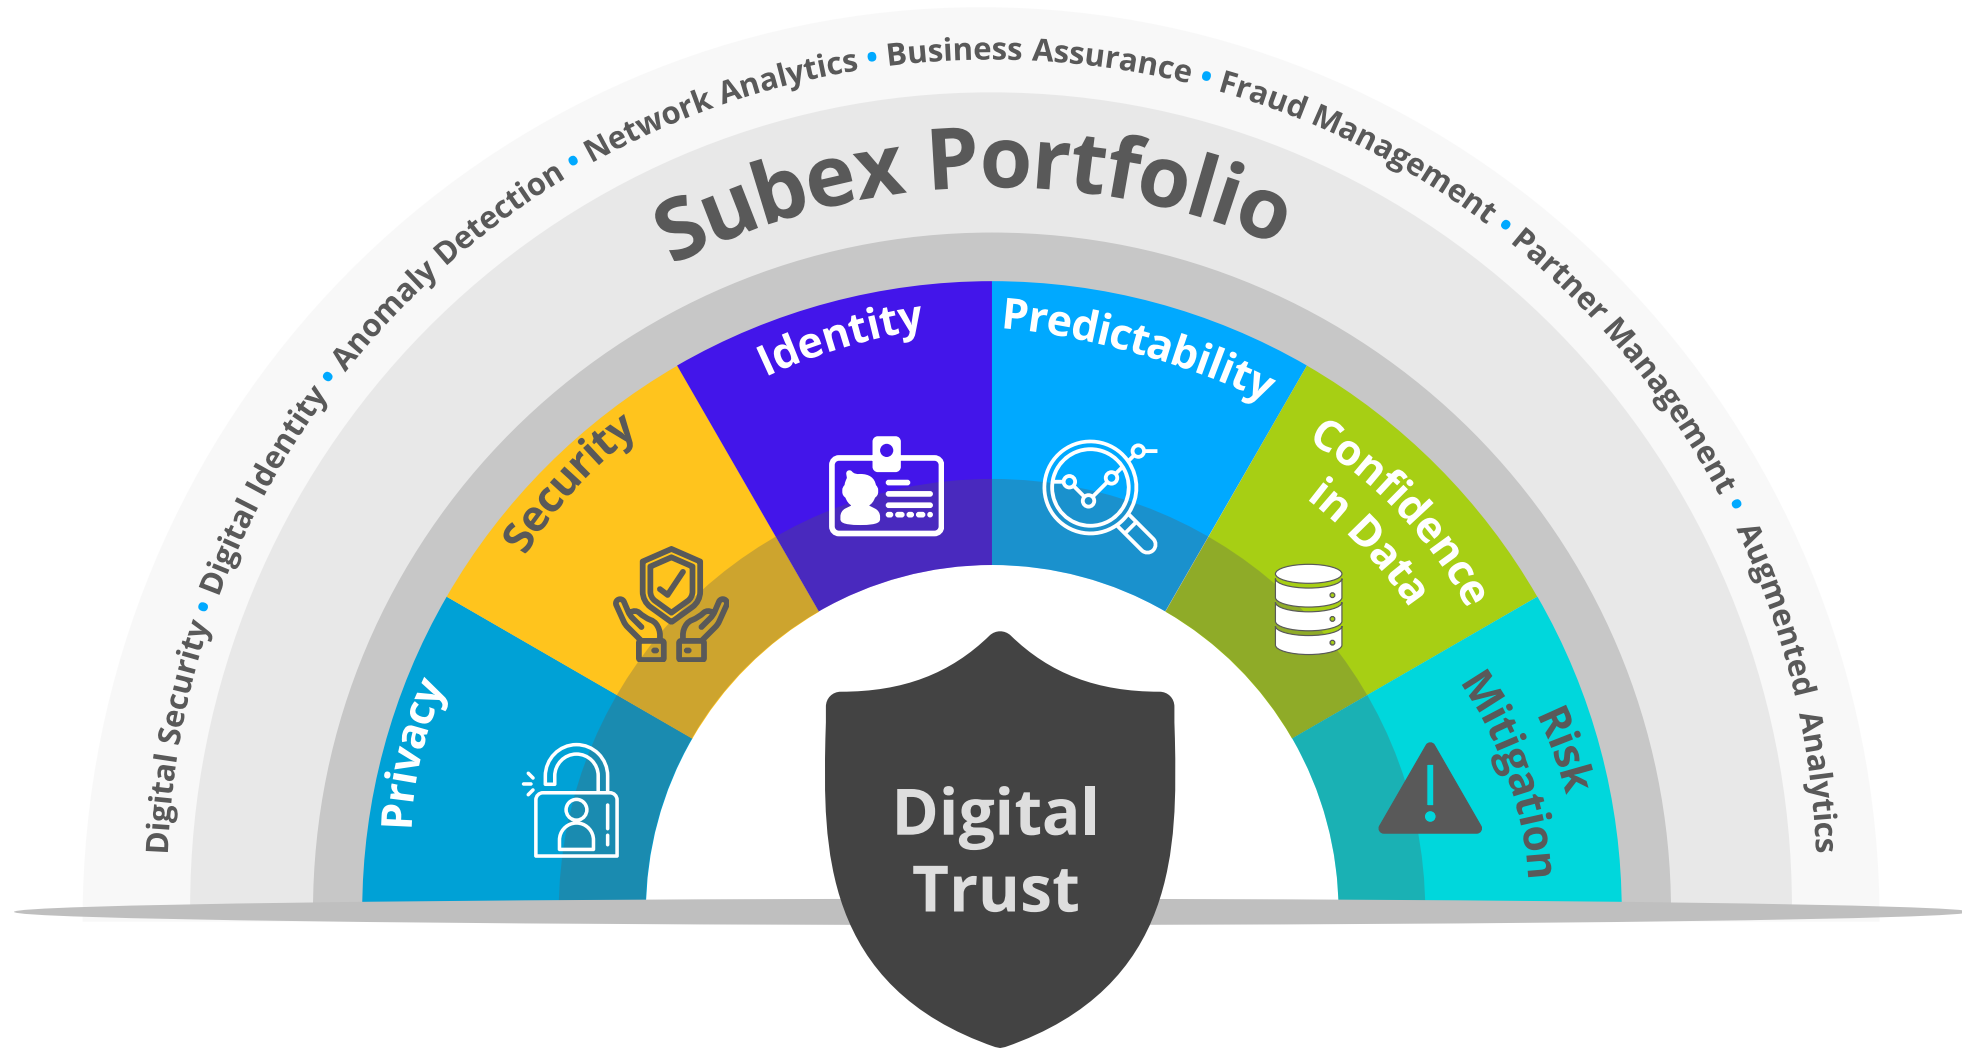 Digital Security • Digital Identity • Anomaly Detection • Network Analytics • Business Assurance • Fraud Management • Partner Management • Augmented Analytics
Subex Portfolio
Privacy
Security
Identity
Predictability
Confidence
in Data
Risk
Mitigation
Digital
Trust